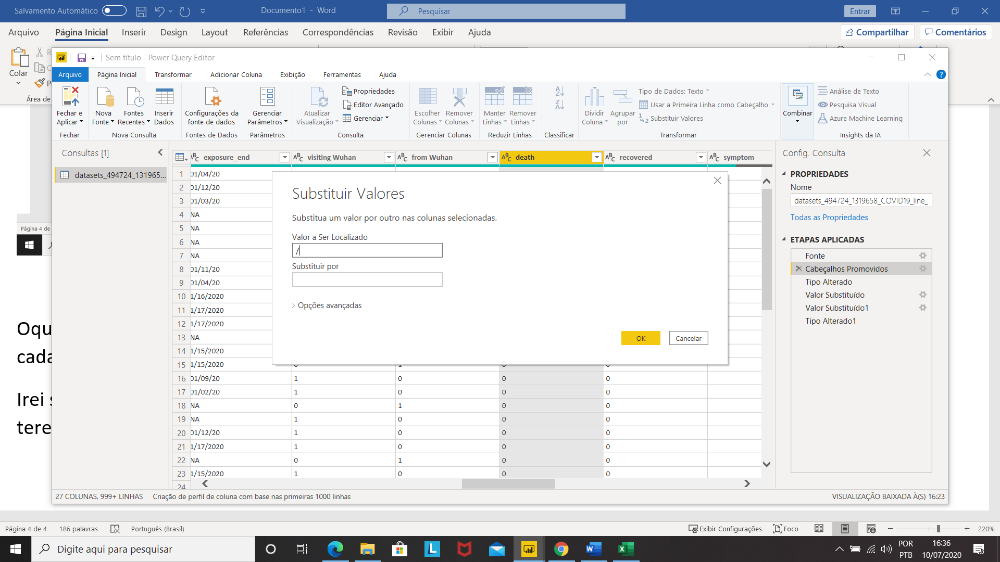 Salvamento Automático
Documento1 - Word
Pesquisar
Entrar
Arquivo
Página Inicial
Inserir
Design
Layout
Referências
Correspondências
Revisão
Exibir
Ajuda
Compartilhar
Comentários
Colar
Área de
Sem título - Power Query Editor
Arquivo
Página Inicial
Transformar
Adicionar Coluna
Exibição
Ferramentas
Ajuda
Fechar e
Aplicar
Nova
Fonte
Fontes
Recentes
Inserir
Dados
Configurações da
fonte de dados
Gerenciar
Parâmetros
Atualizar
Visualização
Propriedades
Editor Avançado
Gerenciar
Escolher
Colunas
Remover
Colunas
Manter
Linhas
Remover
Linhas
Dividir
Coluna
Agrupar
por
Tipo de Dados: Texto
Usar a Primeira Linha como Cabeçalho
Substituir Valores
Combinar
Análise de Texto
Pesquisa Visual
Azure Machine Learning
Fechar
Nova Consulta
Fontes de Dados
Parâmetros
Consulta
Gerenciar Colunas
Reduzir Linhas
Classificar
Transformar
Insights da IA
Consultas [1]
datasets_494724_131965...
exposure_end
visiting Wuhan
from Wuhan
death
recovered
symptom
1 01/04/20
2 01/12/20
3 01/03/20
4 NA
5 NA
6 NA
7 NA
8 01/11/20
9 01/04/20
10 1/16/2020
11 1/17/2020
12 1/17/2020
13 NA
14 1/15/2020
15 1/15/2020 0 1 0 0
16 01/09/20 1 0 0 0
17 01/02/20 1 0 0 0
18 NA 0 1 0 0
19 NA 1 0 0 0
20 01/12/20 1 0 0 0
21 1/17/2020 1 0 0 0
22 NA 0 1 0 0
23 1/15/2020 1 0 0 0
24
Substituir Valores
Substitua um valor por outro nas colunas selecionadas.
Valor a Ser Localizado
/
Substituir por
Opções avançadas
OK
Cancelar
Config. Consulta
PROPRIEDADES
Nome
datasets_494724_1319658_COVID19_line_
Todas as Propriedades
ETAPAS APLICADAS
Fonte
Cabeçalhos Promovidos
Tipo Alterado
Valor Substituído
Valor Substituído1
Tipo Alterado1
27 COLUNAS, 999+ LINHAS
Criação de perfil de coluna com base nas primeiras 1000 linhas
VISUALIZAÇÃO BAIXADA À(S) 16:23
Página 4 de
Oqu
cada
Irei s
tere
Página 4 de 4
186 palavras
Português (Brasil)
Exibir Configurações
Foco
220%
Digite aqui para pesquisar
POR
PTB
16:36
10/07/2020